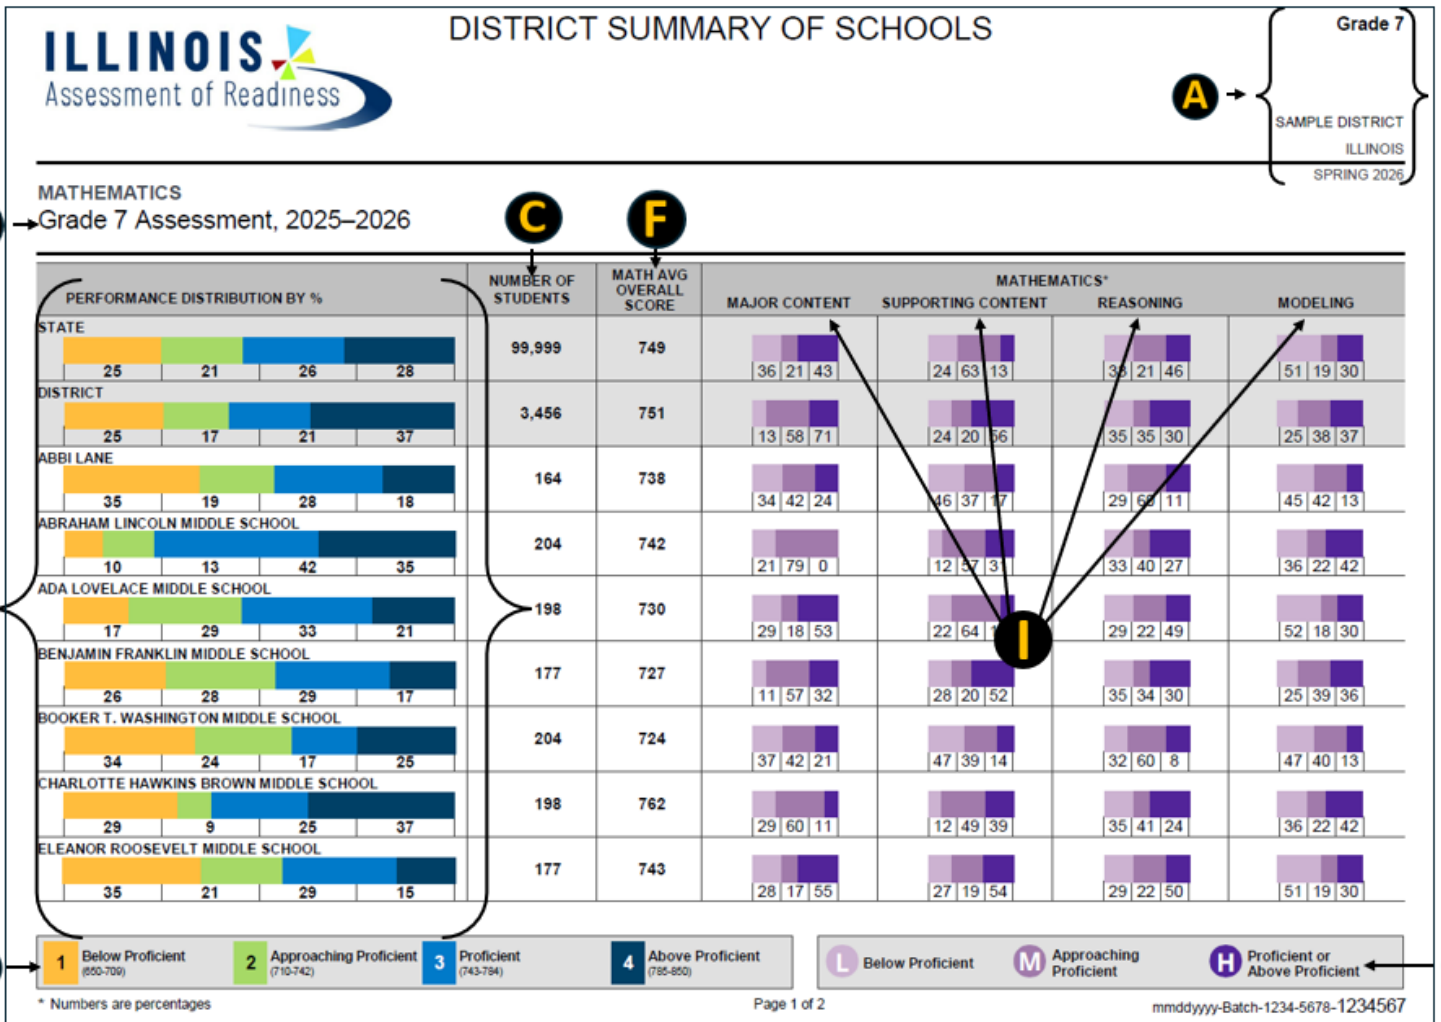 ILLINOIS
Assessment of Readiness
DISTRICT SUMMARY OF SCHOOLS
Grade 7
A
SAMPLE DISTRICT
ILLINOIS
SPRING 2026
MATHEMATICS
Grade 7 Assessment, 2025–2026
C
F
PERFORMANCE DISTRIBUTION BY %
NUMBER OF STUDENTS
MATH AVG OVERALL SCORE
MATHEMATICS*
MAJOR CONTENT SUPPORTING CONTENT REASONING MODELING
STATE
99,999 749
25 21 26 28 36 21 43 24 63 13 21 46 51 19 30
DISTRICT
3,456 751
25 17 21 37 13 58 71 24 20 56 35 35 30 25 38 37
ABBI LANE
164 738
35 19 28 18 34 42 24 46 37 17 29 11 45 42 13
ABRAHAM LINCOLN MIDDLE SCHOOL
204 742
10 13 42 35 21 79 0 12 57 33 40 27 36 22 42
ADA LOVELACE MIDDLE SCHOOL
198 730
17 29 33 21 29 18 53 22 64 29 22 49 52 18 30
I
BENJAMIN FRANKLIN MIDDLE SCHOOL
177 727
26 28 29 17 11 57 32 28 20 52 35 34 30 25 39 36
BOOKER T. WASHINGTON MIDDLE SCHOOL
204 724
34 24 17 25 37 42 21 47 39 14 32 60 8 47 40 13
CHARLOTTE HAWKINS BROWN MIDDLE SCHOOL
198 762
29 9 25 37 29 60 11 12 49 39 35 41 24 36 22 42
ELEANOR ROOSEVELT MIDDLE SCHOOL
177 743
35 21 29 15 28 17 55 27 19 54 29 22 50 51 19 30
1 Below Proficient (650-709)
2 Approaching Proficient (710-742)
3 Proficient (743-784)
4 Above Proficient (785-850)
L Below Proficient
M Approaching Proficient
H Proficient or Above Proficient
* Numbers are percentages
Page 1 of 2
mmddyyyy-Batch-1234-5678-1234567